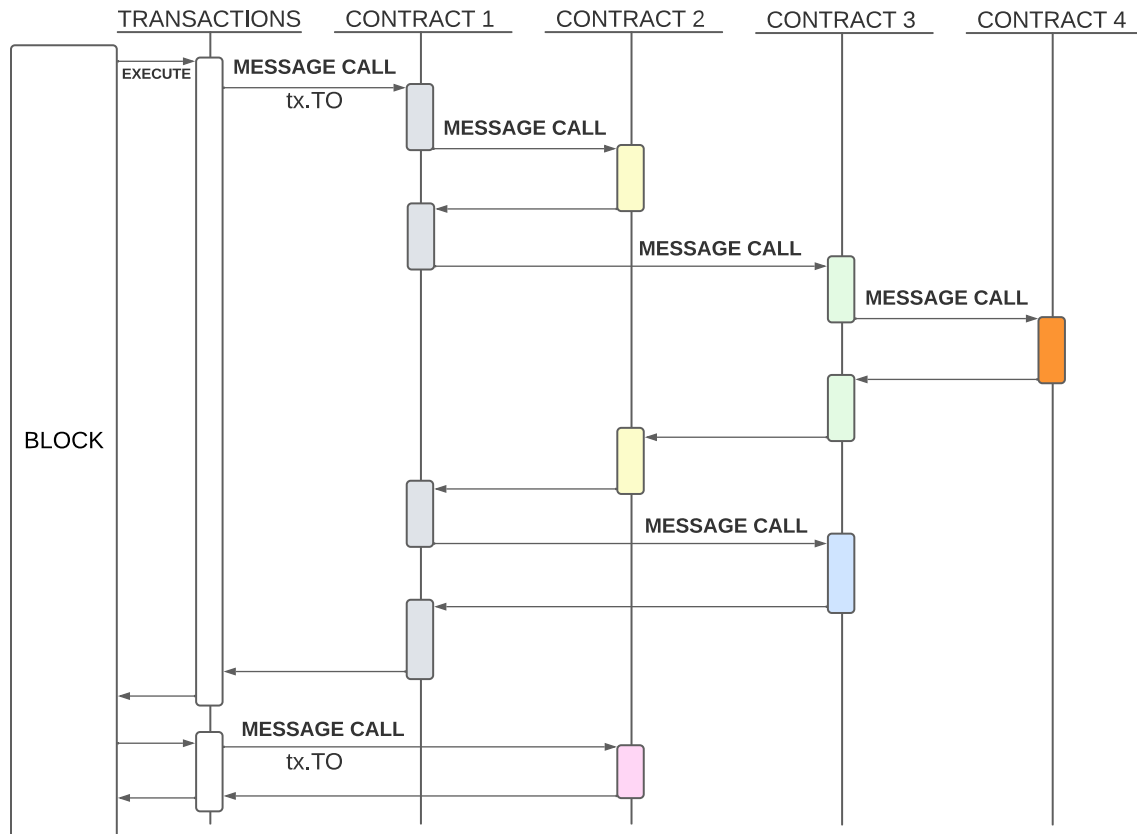 TRANSACTIONS
CONTRACT 1
CONTRACT 2
CONTRACT 3
CONTRACT 4
EXECUTE
MESSAGE CALL
tx.TO
MESSAGE CALL
MESSAGE CALL
MESSAGE CALL
BLOCK
MESSAGE CALL
MESSAGE CALL
tx.TO